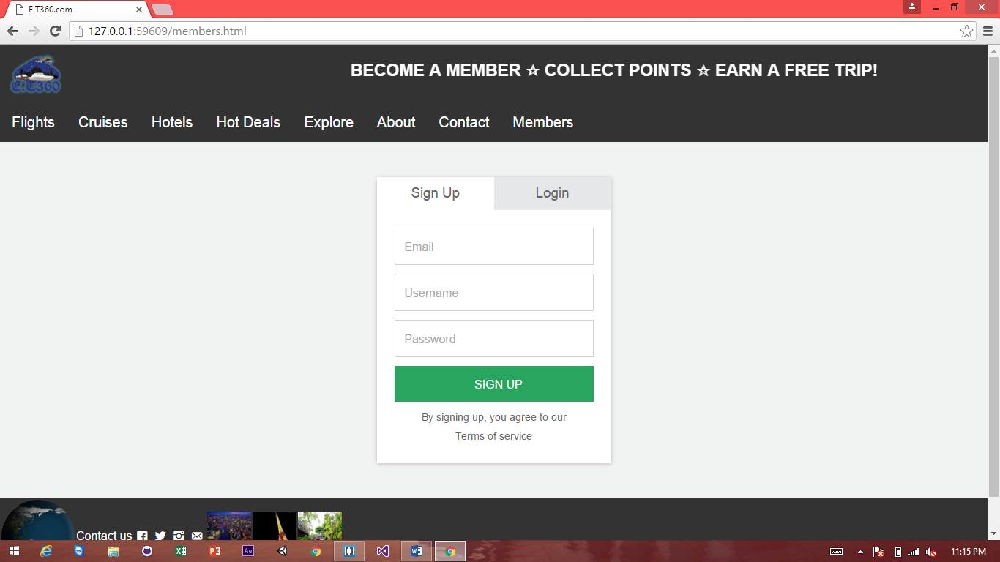 E.T360.com
127.0.0.1:59609/members.html
E.T360
BECOME A MEMBER ☆ COLLECT POINTS ☆ EARN A FREE TRIP!
Flights Cruises Hotels Hot Deals Explore About Contact Members
Sign Up Login
Email
Username
Password
SIGN UP
By signing up, you agree to our
Terms of service
Contact us
11:15 PM